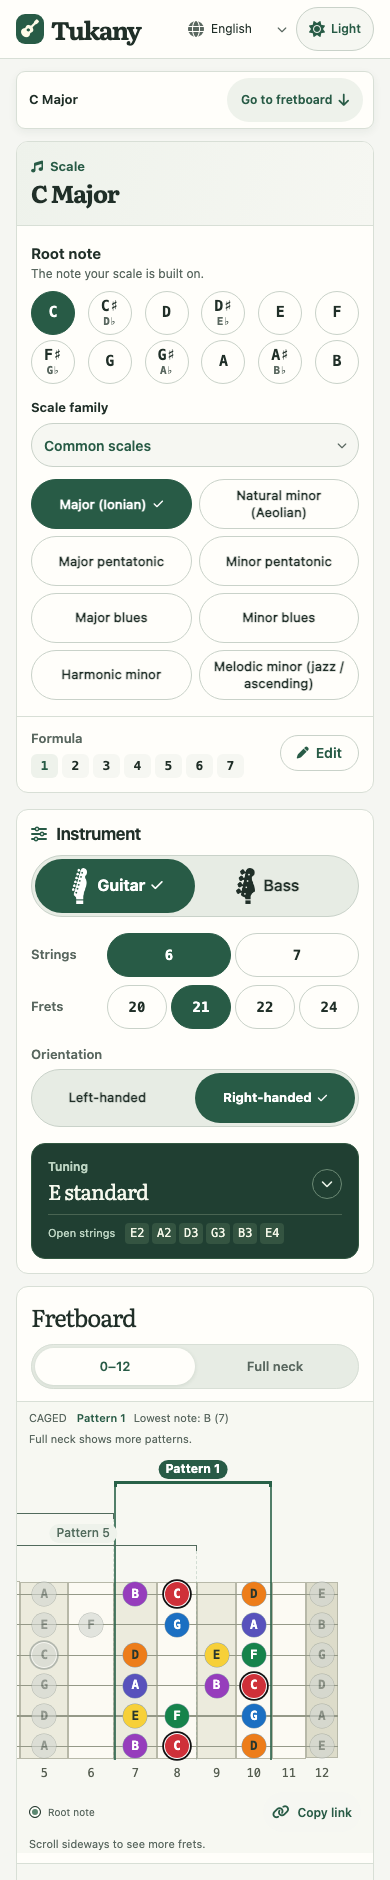 Tukany
English
Light
C Major
Go to fretboard
Scale
C Major
Root note
The note your scale is built on.
C C♯ D♭ D D♯ E♭ E F
F♯ G♭ G G♯ A♭ A A♯ B♭ B
Scale family
Common scales
Major (Ionian)
Natural minor (Aeolian)
Major pentatonic
Minor pentatonic
Major blues
Minor blues
Harmonic minor
Melodic minor (jazz / ascending)
Formula
1 2 3 4 5 6 7
Edit
Instrument
Guitar
Bass
Strings
6 7
Frets
20 21 22 24
Orientation
Left-handed
Right-handed
Tuning
E standard
Open strings E2 A2 D3 G3 B3 E4
Fretboard
0–12
Full neck
CAGED Pattern 1 Lowest note: B (7)
Full neck shows more patterns.
Pattern 1
Pattern 5
A B C D E
E F G A B
C D E F G
G A B C D
D E F G A
A B C D E
5 6 7 8 9 10 11 12
Root note
Copy link
Scroll sideways to see more frets.